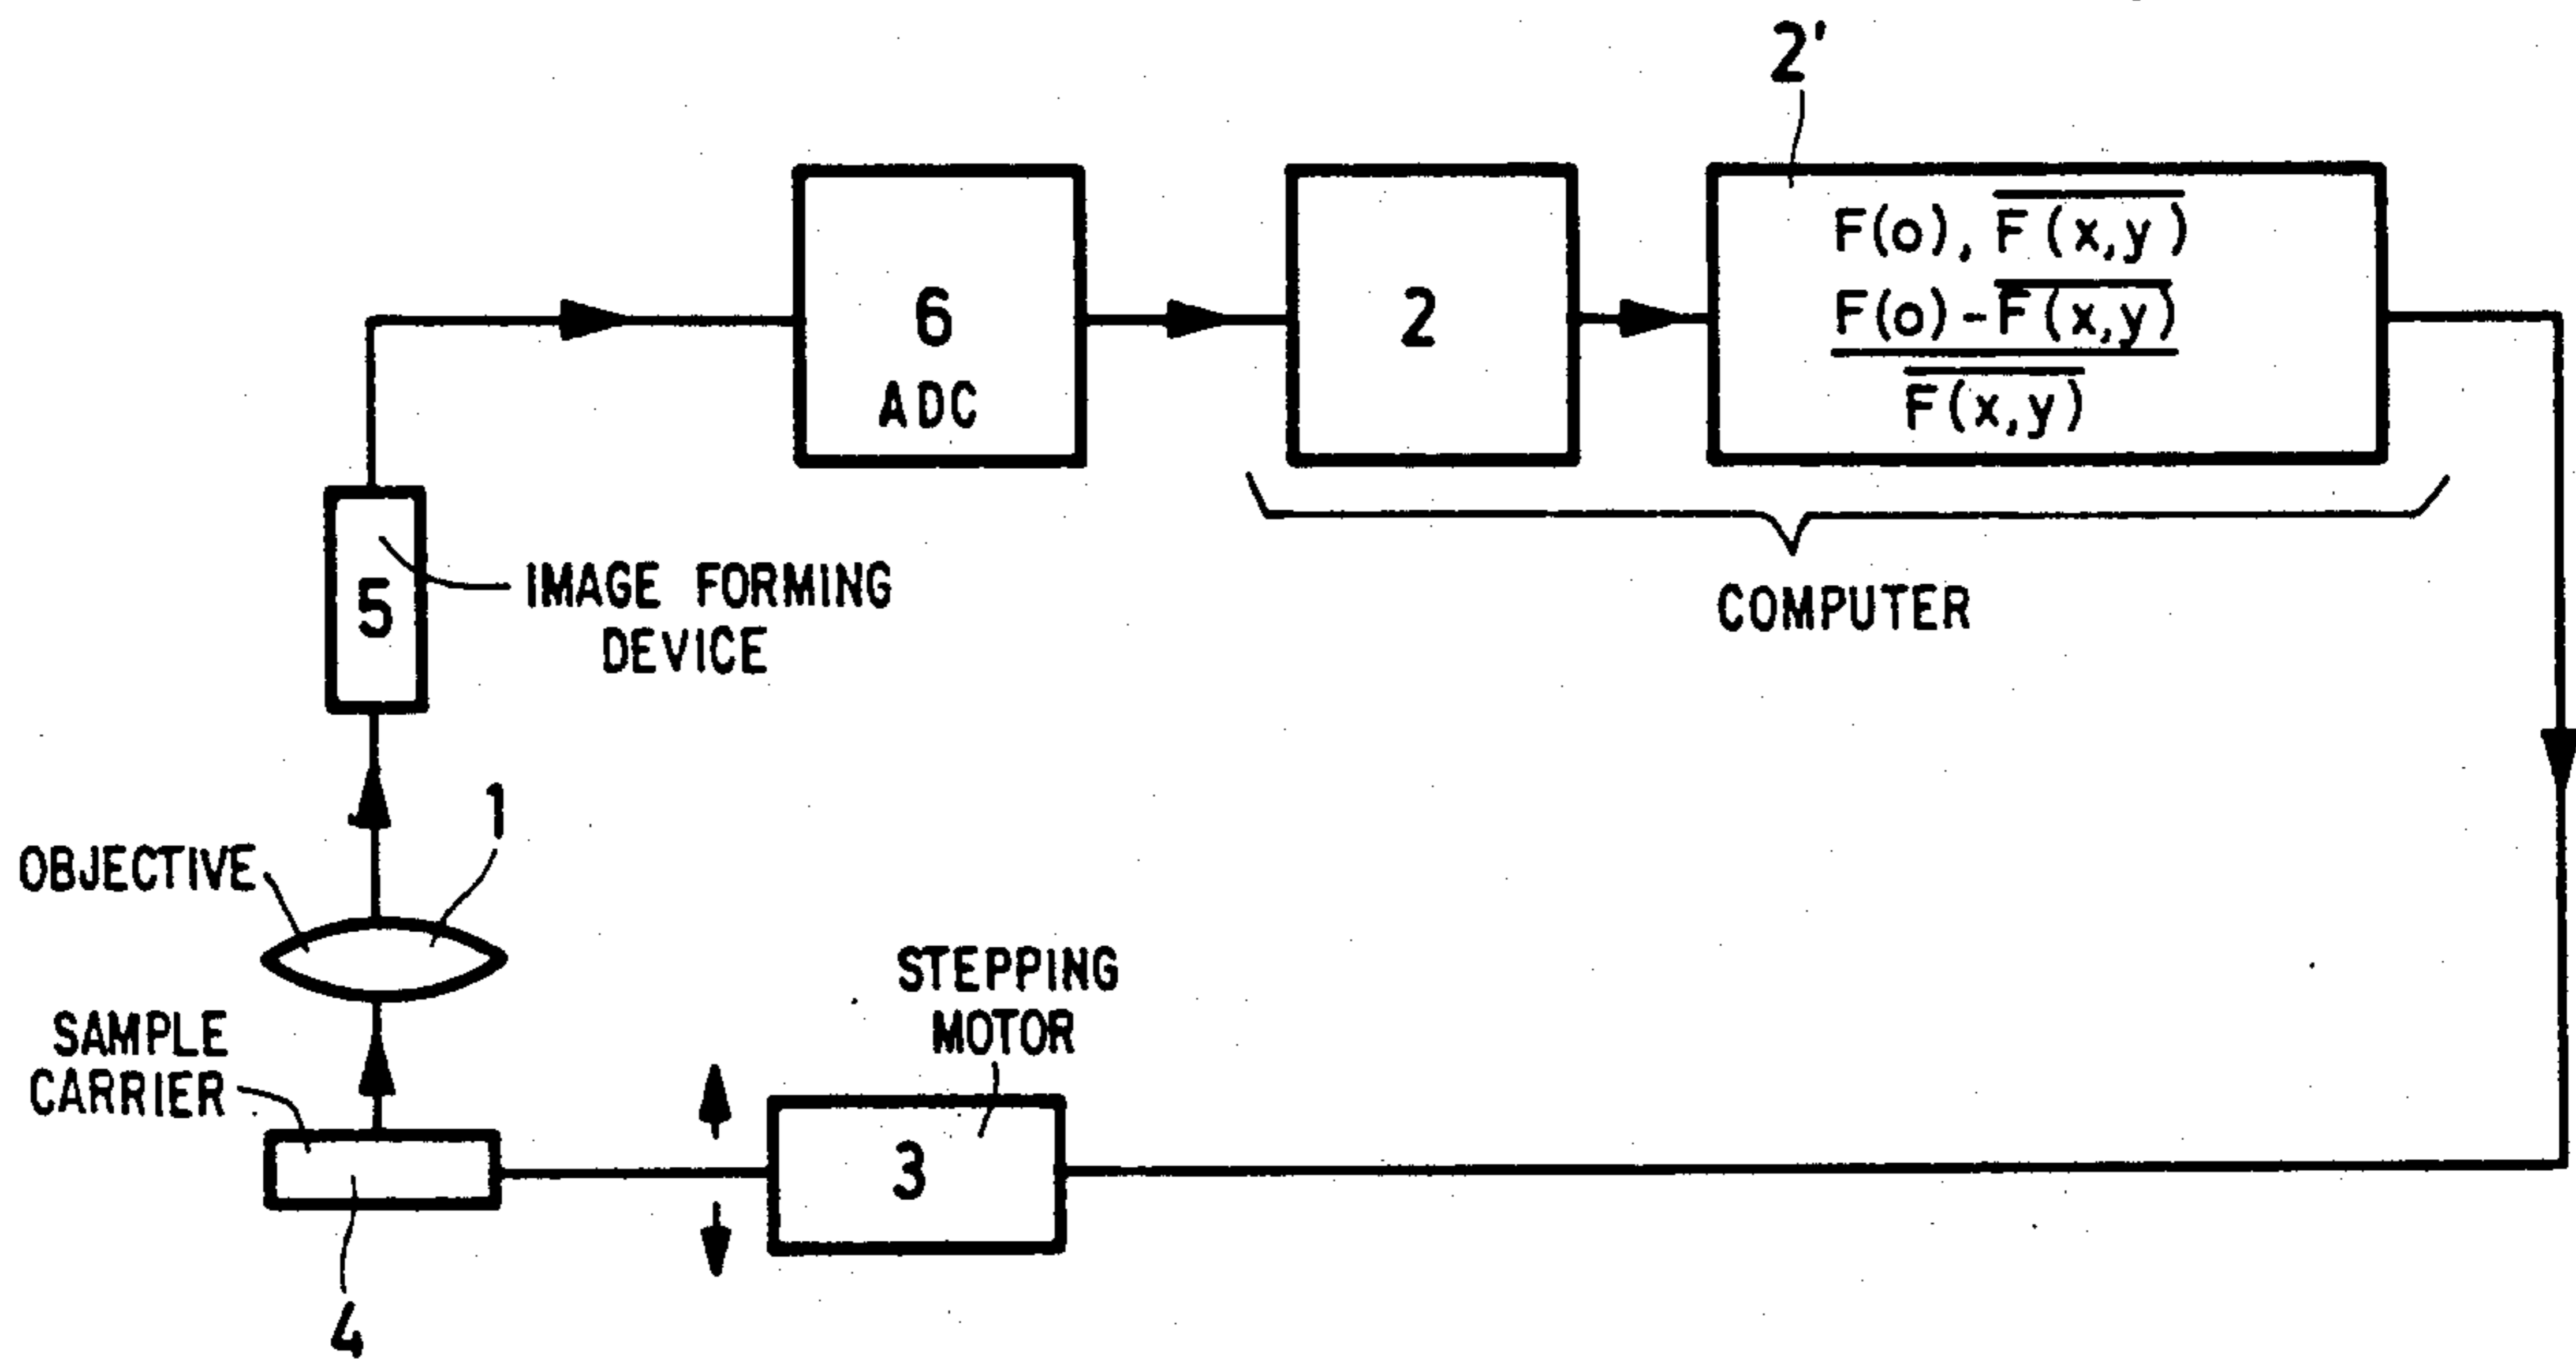 2'
6
ADC
2
F(o), F(x,y)
F(o)-F(x,y)
F(x,y)
5
IMAGE FORMING
DEVICE
COMPUTER
1
OBJECTIVE
STEPPING
MOTOR
SAMPLE
CARRIER
3
4